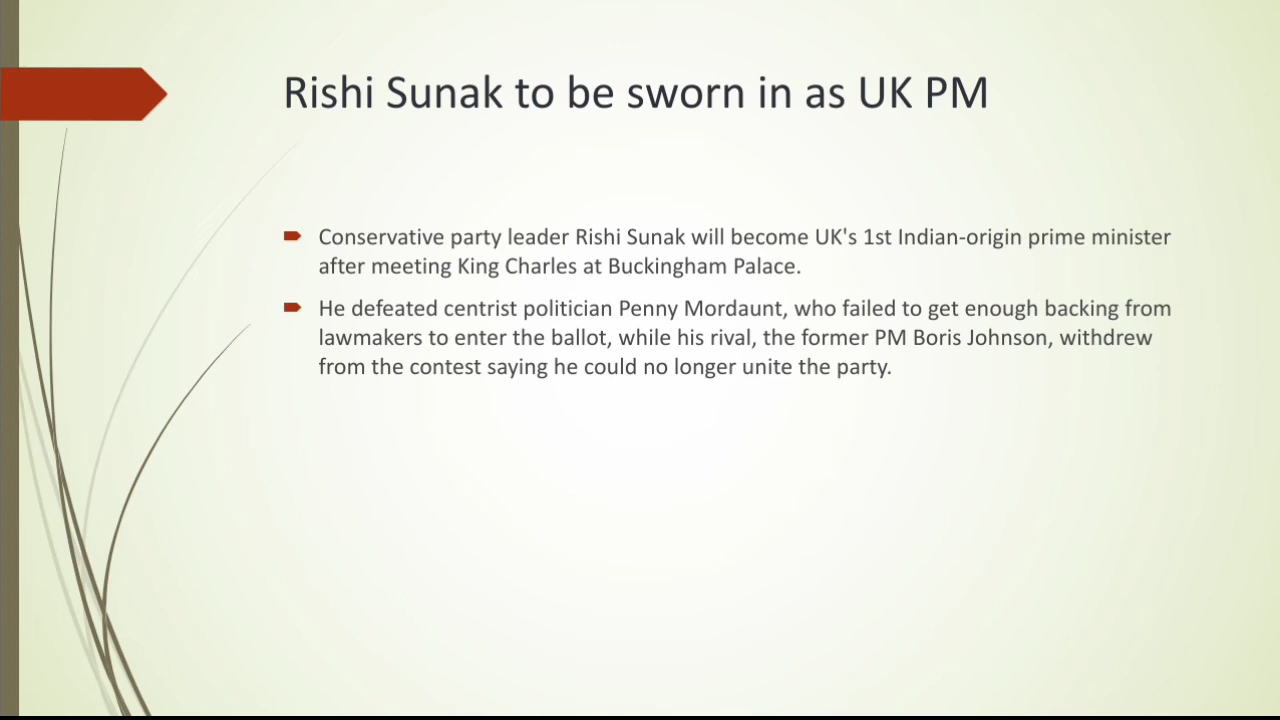 Rishi Sunak to be sworn in as UK PM
Conservative party leader Rishi Sunak will become UK's 1st Indian-origin prime minister
after meeting King Charles at Buckingham Palace.
He defeated centrist politician Penny Mordaunt, who failed to get enough backing from
lawmakers to enter the ballot, while his rival, the former PM Boris Johnson, withdrew
from the contest saying he could no longer unite the party.